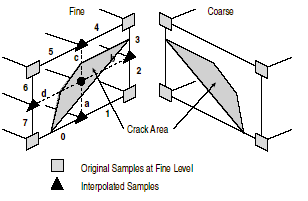 Fine
Coarse
4
5
3
c
b
2
6
d
7
a
1
0
Crack Area
Original Samples at Fine Level
Interpolated Samples